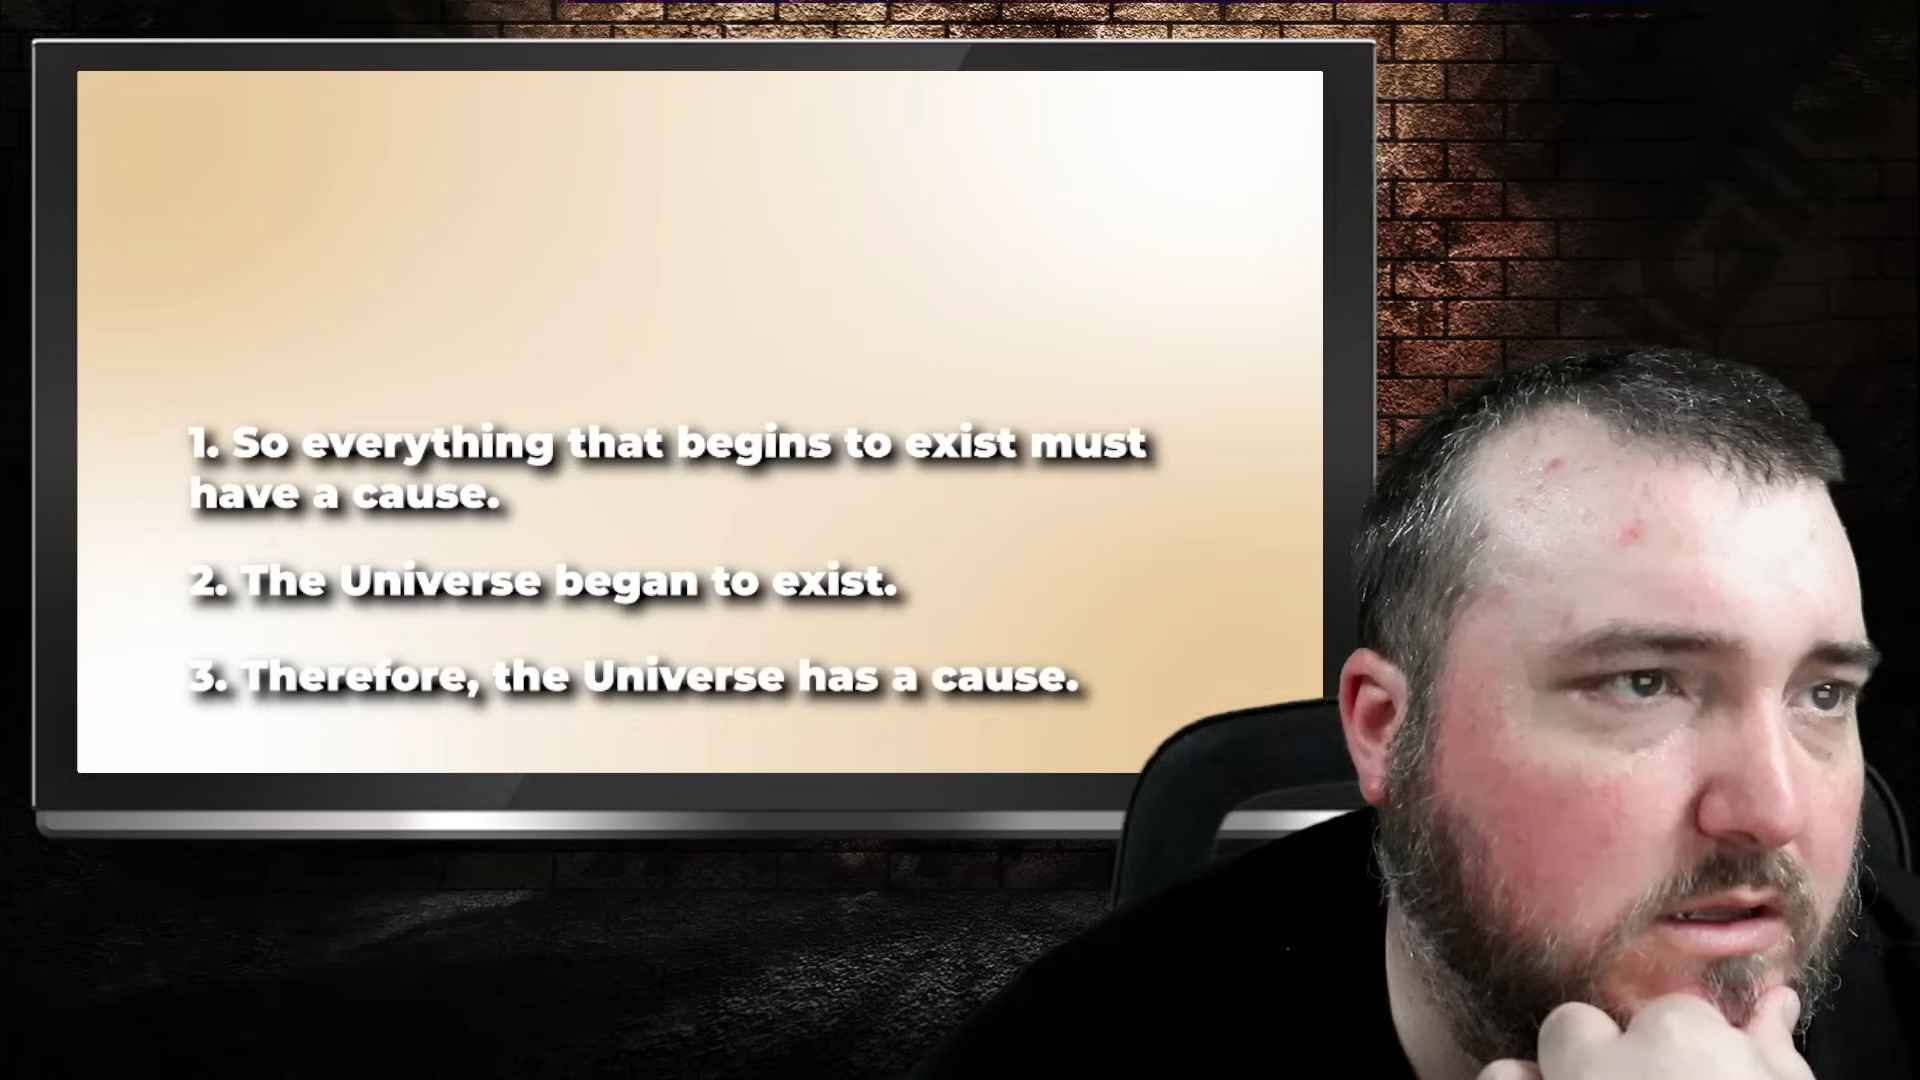 1. So everything that begins to exist must
have a cause.
2. The Universe began to exist.
3. Therefore, the Universe has a cause.